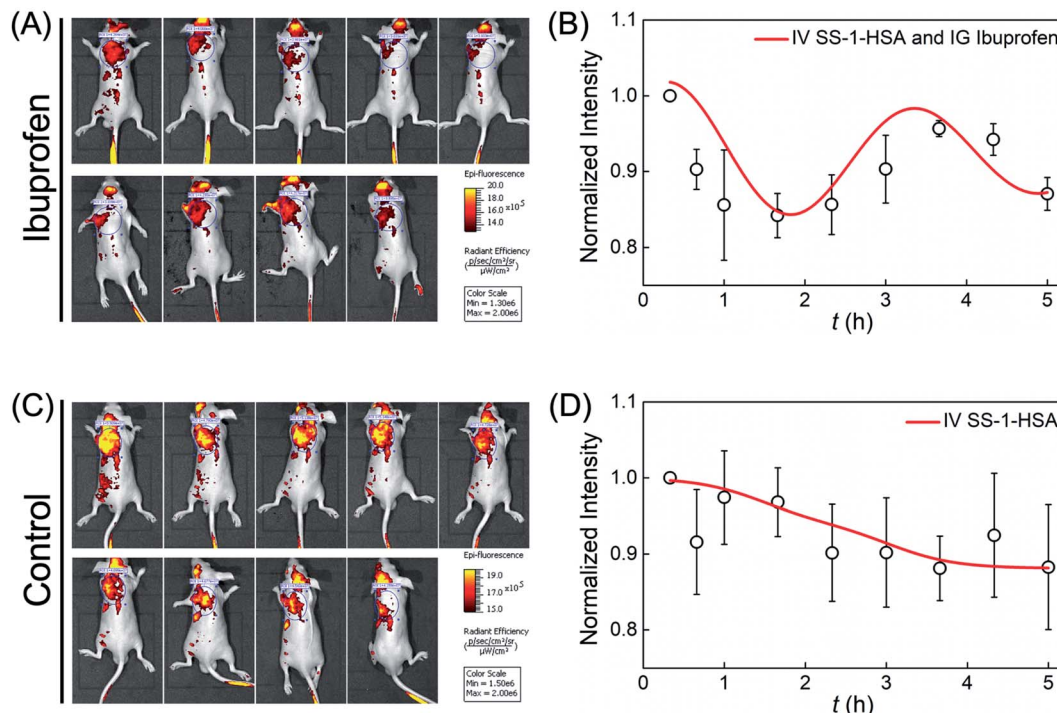 (A)
Ibuprofen
Epi-fluorescence
20.0
18.0
16.0
14.0
x10⁵
Radiant Efficiency
(p/sec/cm²/sr / µW/cm²)
Color Scale
Min = 1.30e6
Max = 2.00e6
(B)
IV SS-1-HSA and IG Ibuprofen
Normalized Intensity
1.1
1.0
0.9
0.8
0 1 2 3 4 5
t (h)
(C)
Control
Epi-fluorescence
19.0
17.0
15.0
x10⁵
Radiant Efficiency
(p/sec/cm²/sr / µW/cm²)
Color Scale
Min = 1.50e6
Max = 2.00e6
(D)
IV SS-1-HSA
Normalized Intensity
1.1
1.0
0.9
0.8
0 1 2 3 4 5
t (h)